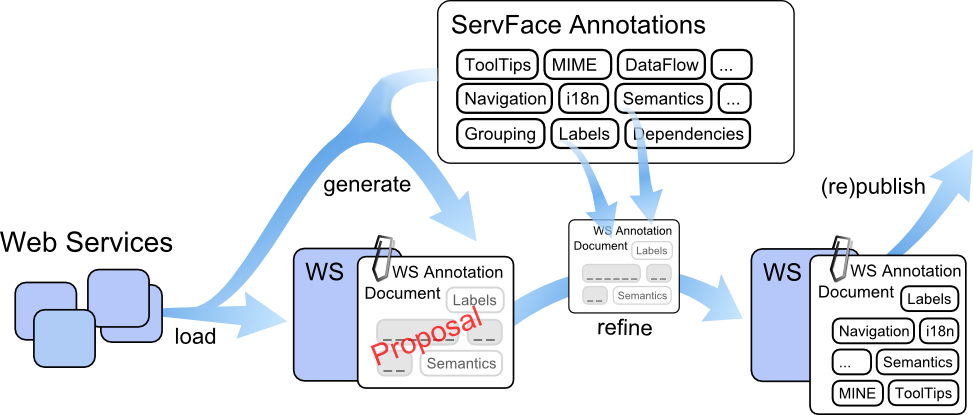 ServFace Annotations
ToolTips MIME DataFlow ...
Navigation i18n Semantics ...
Grouping Labels Dependencies
generate
(re)publish
Web Services
load
WS
WS Annotation
Document Labels
Proposal
Semantics
WS Annotation
Document Labels
Semantics
refine
WS
WS Annotation
Document
Labels
Navigation i18n
... Semantics
MINE ToolTips